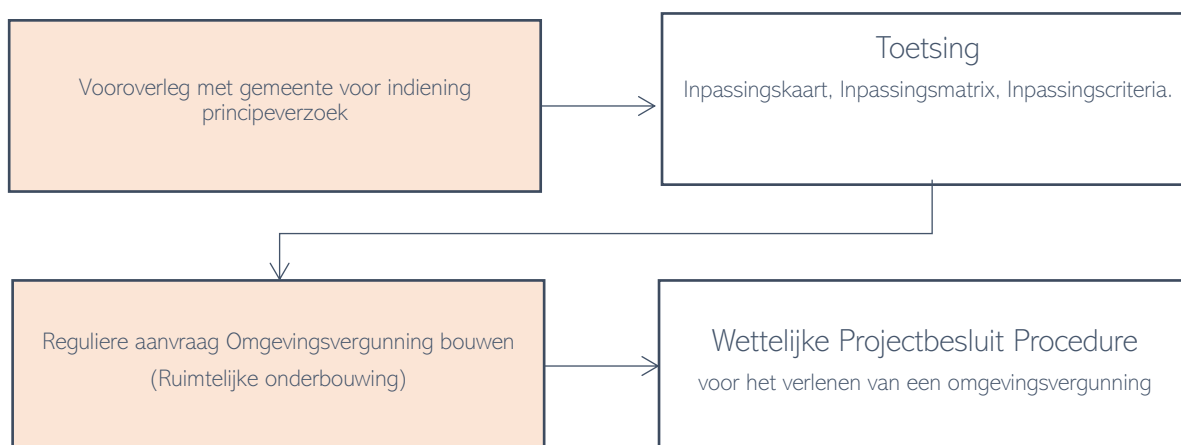 Vooroverleg met gemeente voor indiening
principeverzoek
Toetsing
Inpassingskaart, Inpassingsmatrix, Inpassingscriteria.
Reguliere aanvraag Omgevingsvergunning bouwen
(Ruimtelijke onderbouwing)
Wettelijke Projectbesluit Procedure
voor het verlenen van een omgevingsvergunning